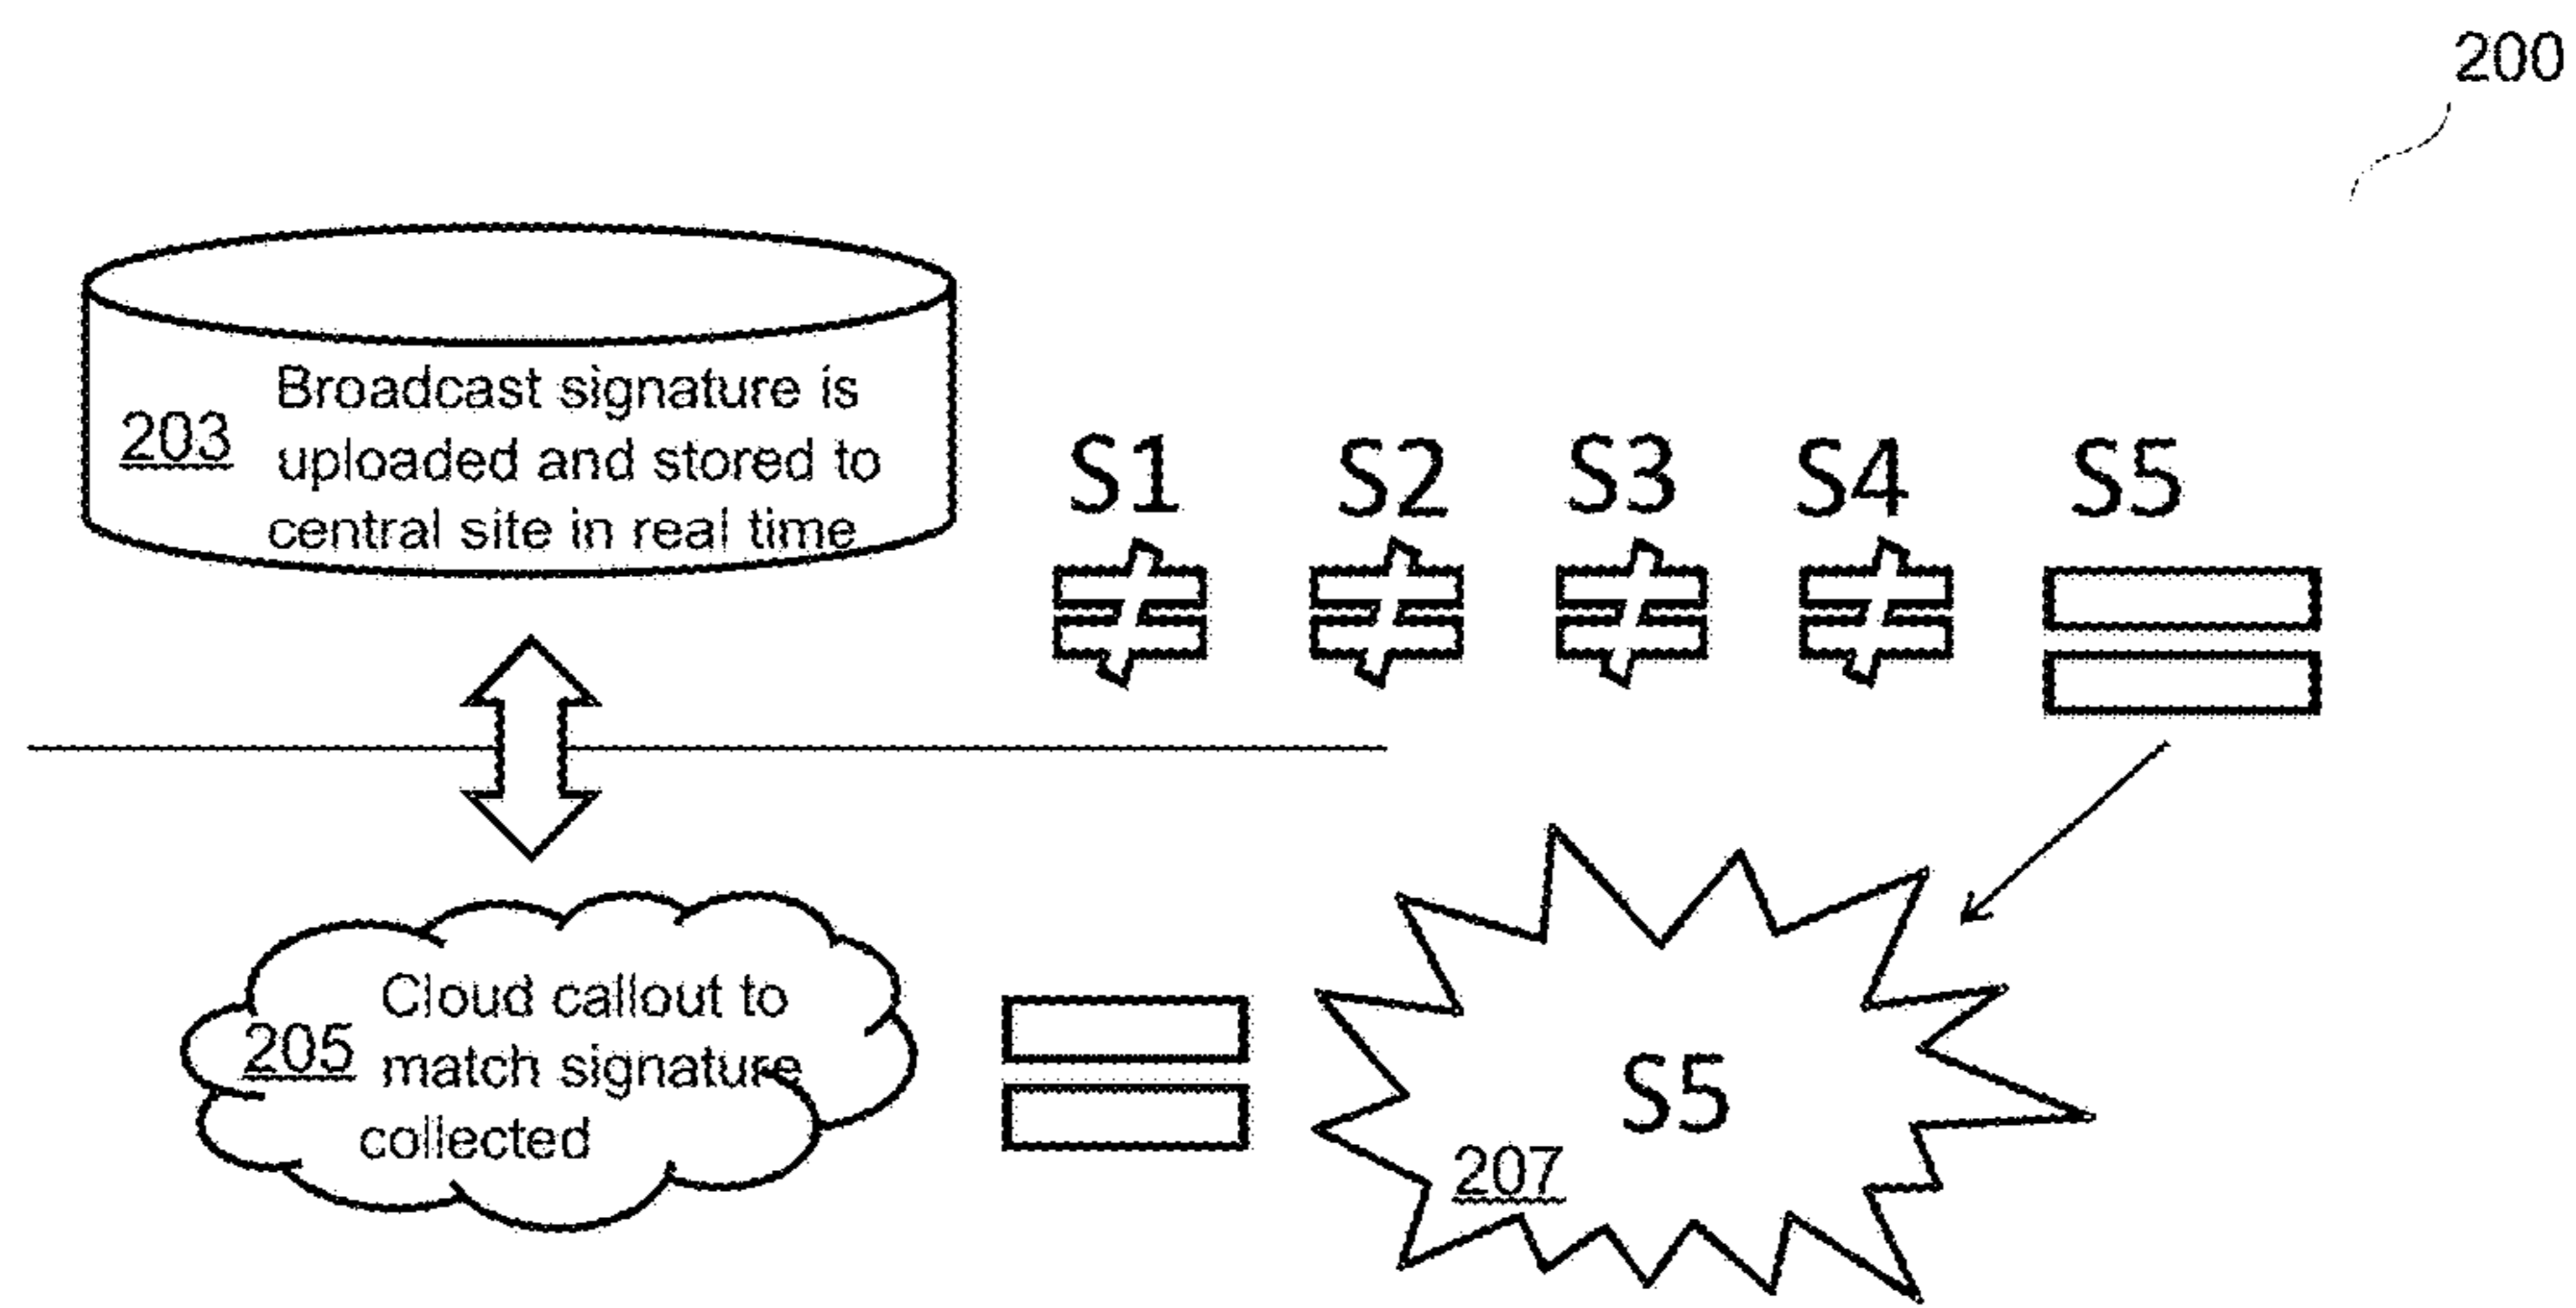 200
203 Broadcast signature is
uploaded and stored to
central site in real time
S1 S2 S3 S4 S5
205 Cloud callout to
match signature
collected
S5
207